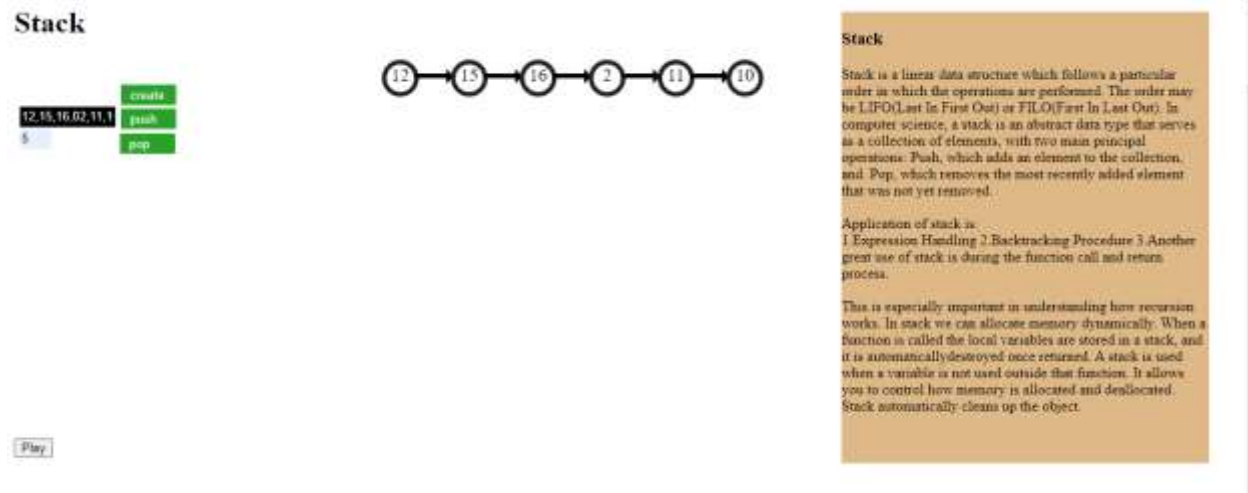 Stack
12 15 16 2 11 10
create
12,15,16,02,11,1 push
5 pop
Play
Stack
Stack is a linear data structure which follows a particular
order in which the operations are performed. The order may
be LIFO(Last In First Out) or FILO(First In Last Out). In
computer science, a stack is an abstract data type that serves
as a collection of elements, with two main principal
operations: Push, which adds an element to the collection,
and Pop, which removes the most recently added element
that was not yet removed.
Application of stack is
1.Expression Handling 2.Backtracking Procedure 3.Another
great use of stack is during the function call and return
process.
This is especially important in understanding how recursion
works. In stack we can allocate memory dynamically. When a
function is called the local variables are stored in a stack, and
it is automaticallydestroyed once returned. A stack is used
when a variable is not used outside that function. It allows
you to control how memory is allocated and deallocated.
Stack automatically cleans up the object.